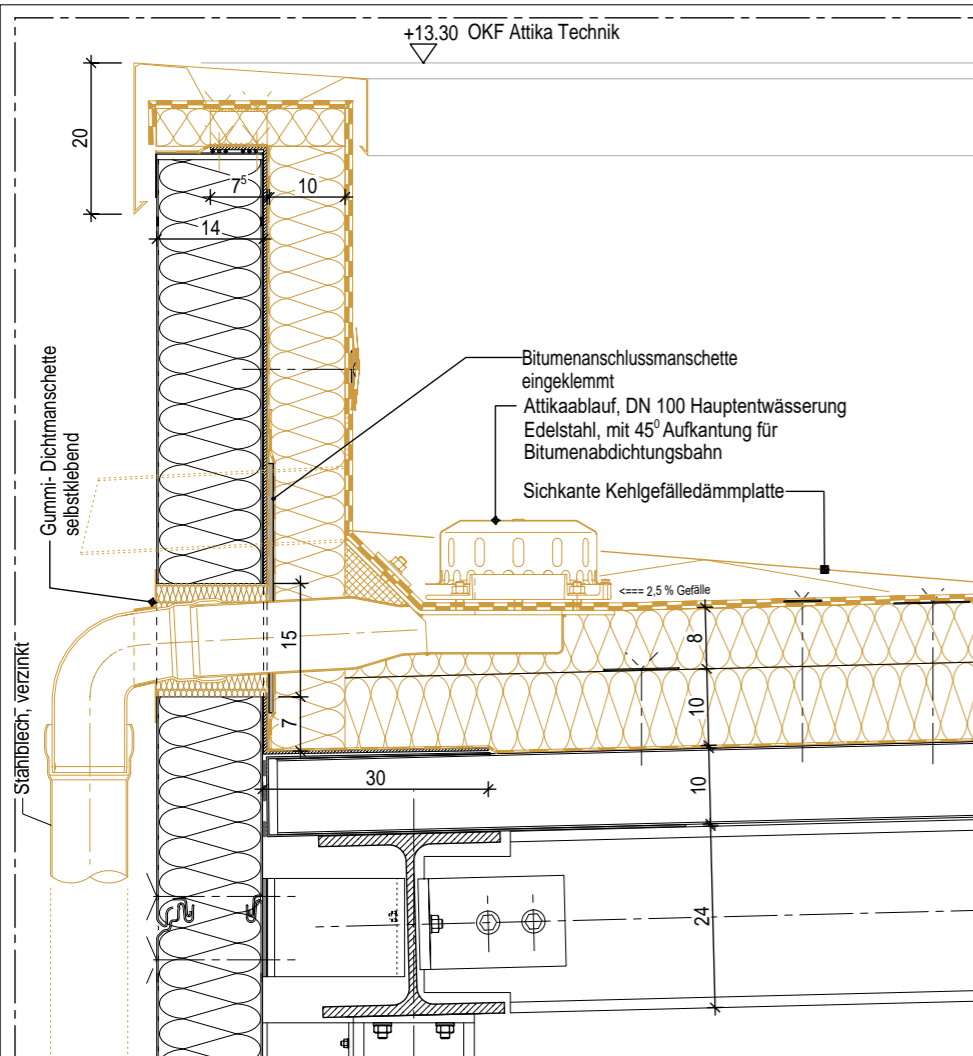 +13.30 OKF Attika Technik
20
7⁵
10
14
Bitumenanschlussmanschette
eingeklemmt
Attikaablauf, DN 100 Hauptentwässerung
Edelstahl, mit 45⁰ Aufkantung für
Bitumenabdichtungsbahn
Sichkante Kehlgefälledämmplatte
Gummi- Dichtmanschette
selbstklebend
<=== 2,5 % Gefälle
15
8
7
10
Stahlblech, verzinkt
30
10
24